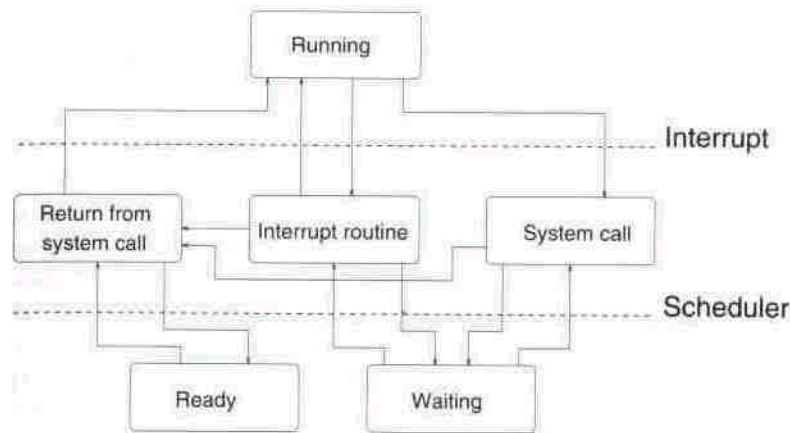 Running
Interrupt
Return from
system call
Interrupt routine
System call
Scheduler
Ready
Waiting